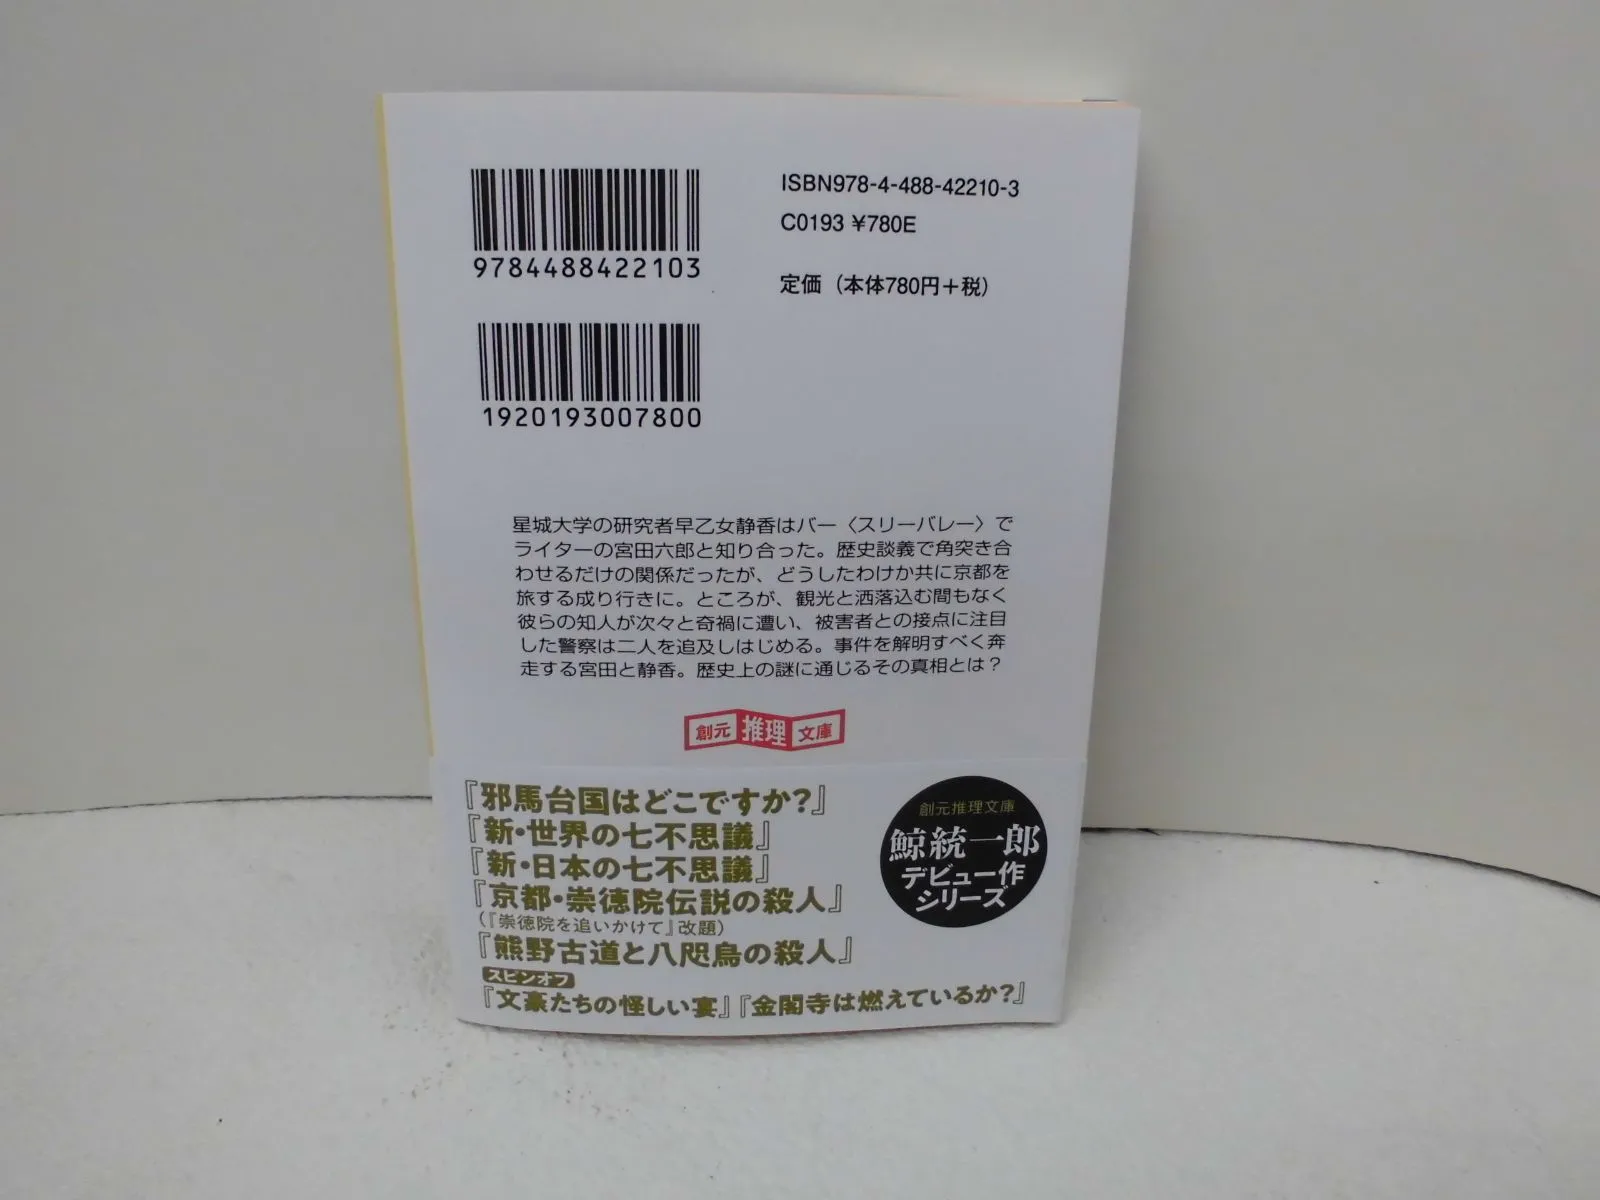 9784488422103
1920193007800
ISBN978-4-488-42210-3
C0193 ¥780E
定価（本体780円＋税）
星城大学の研究者早乙女静香はバー〈スリーバレー〉で
ライターの宮田六郎と知り合った。歴史談義で角突き合
わせるだけの関係だったが、どうしたわけか共に京都を
旅する成り行きに。ところが、観光と洒落込む間もなく
彼らの知人が次々と奇禍に遭い、被害者との接点に注目
した警察は二人を追及しはじめる。事件を解明すべく奔
走する宮田と静香。歴史上の謎に通じるその真相とは？
創元推理文庫
『邪馬台国はどこですか？』
『新・世界の七不思議』
『新・日本の七不思議』
『京都・崇徳院伝説の殺人』
（『崇徳院を追いかけて』改題）
『熊野古道と八咫烏の殺人』
スピンオフ
『文豪たちの怪しい宴』『金閣寺は燃えているか？』
創元推理文庫
鯨統一郎
デビュー作
シリーズ